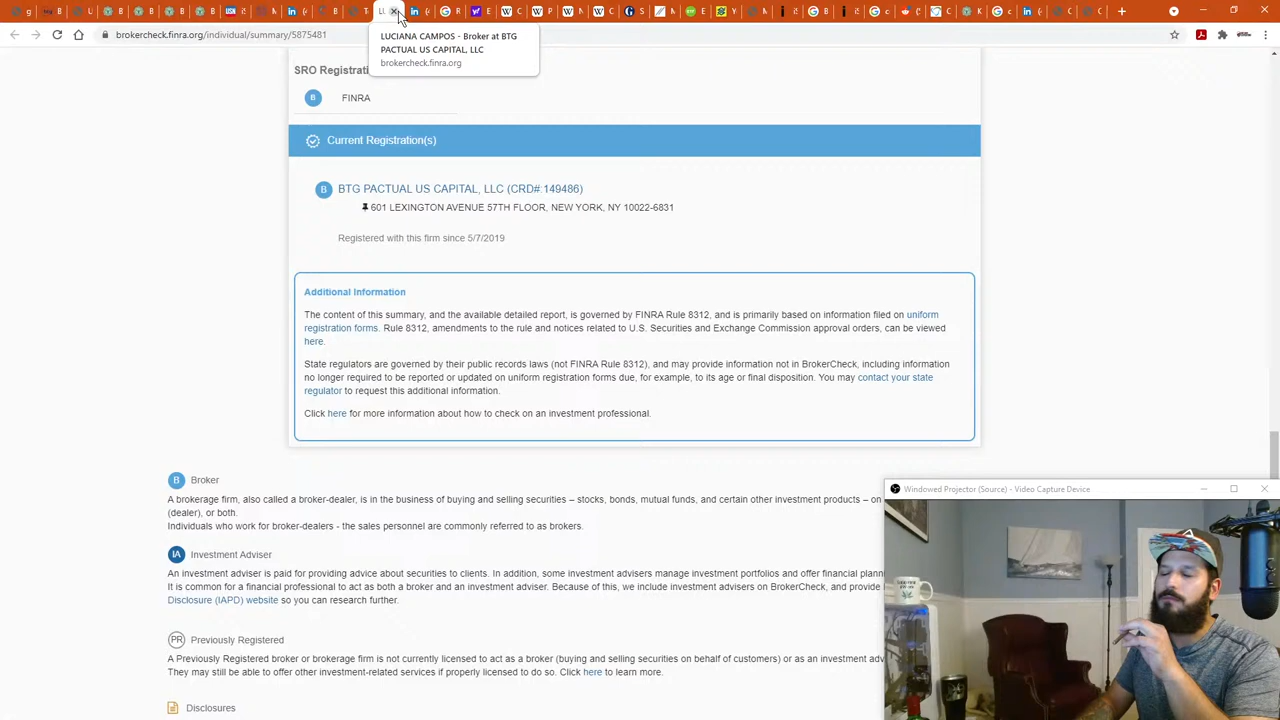 brokercheck.finra.org/individual/summary/5875481
LUCIANA CAMPOS - Broker at BTG
PACTUAL US CAPITAL, LLC
brokercheck.finra.org
SRO Registrati
B FINRA
Current Registration(s)
B BTG PACTUAL US CAPITAL, LLC (CRD#:149486)
601 LEXINGTON AVENUE 57TH FLOOR, NEW YORK, NY 10022-6831
Registered with this firm since 5/7/2019
Additional Information
The content of this summary, and the available detailed report, is governed by FINRA Rule 8312, and is primarily based on information filed on uniform
registration forms. Rule 8312, amendments to the rule and notices related to U.S. Securities and Exchange Commission approval orders, can be viewed
here.
State regulators are governed by their public records laws (not FINRA Rule 8312), and may provide information not in BrokerCheck, including information
no longer required to be reported or updated on uniform registration forms due, for example, to its age or final disposition. You may contact your state
regulator to request this additional information.
Click here for more information about how to check on an investment professional.
B Broker
A brokerage firm, also called a broker-dealer, is in the business of buying and selling securities – stocks, bonds, mutual funds, and certain other investment products – on
(dealer), or both.
Individuals who work for broker-dealers - the sales personnel are commonly referred to as brokers.
Windowed Projector (Source) - Video Capture Device
IA Investment Adviser
An investment adviser is paid for providing advice about securities to clients. In addition, some investment advisers manage investment portfolios and offer financial plann
It is common for a financial professional to act as both a broker and an investment adviser. Because of this, we include investment advisers on BrokerCheck, and provide
Disclosure (IAPD) website so you can research further.
PR Previously Registered
A Previously Registered broker or brokerage firm is not currently licensed to act as a broker (buying and selling securities on behalf of customers) or as an investment adv
They may still be able to offer other investment-related services if properly licensed to do so. Click here to learn more.
Disclosures